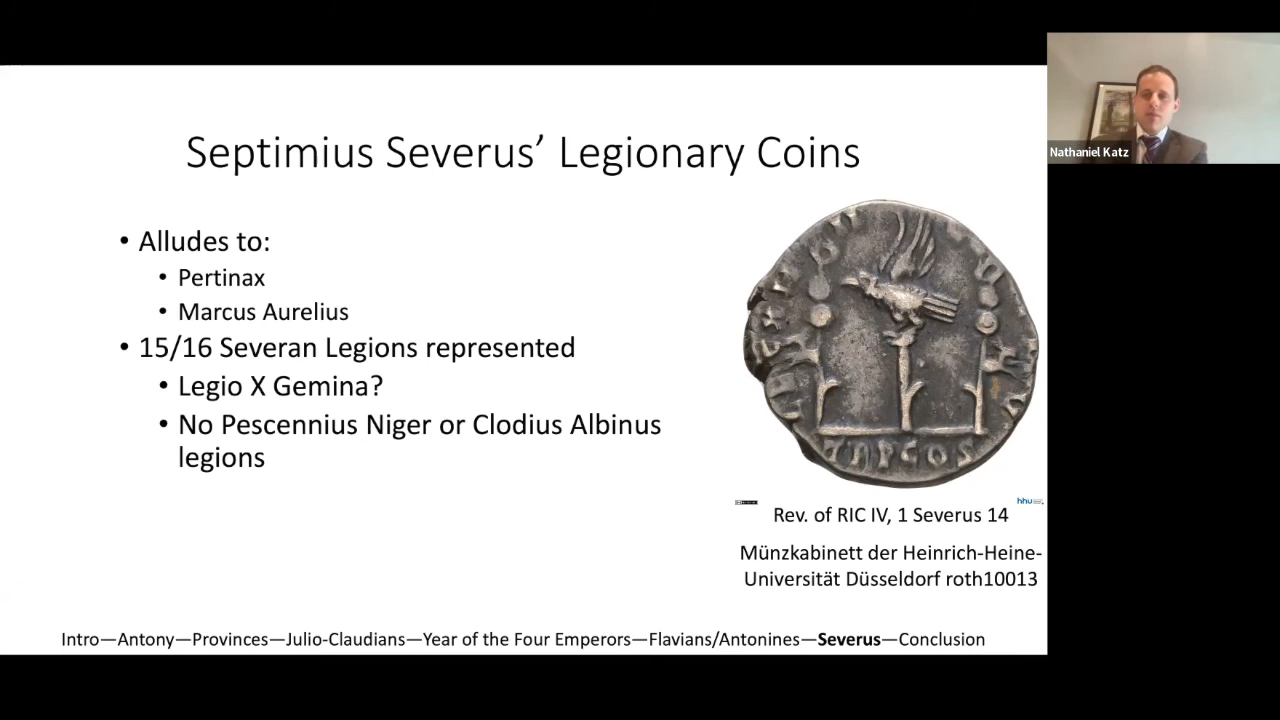 Septimius Severus’ Legionary Coins
• Alludes to:
• Pertinax
• Marcus Aurelius
• 15/16 Severan Legions represented
• Legio X Gemina?
• No Pescennius Niger or Clodius Albinus
legions
TRPCOS
hhu
Rev. of RIC IV, 1 Severus 14
Münzkabinett der Heinrich-Heine-
Universität Düsseldorf roth10013
Intro—Antony—Provinces—Julio-Claudians—Year of the Four Emperors—Flavians/Antonines—Severus—Conclusion
Nathaniel Katz